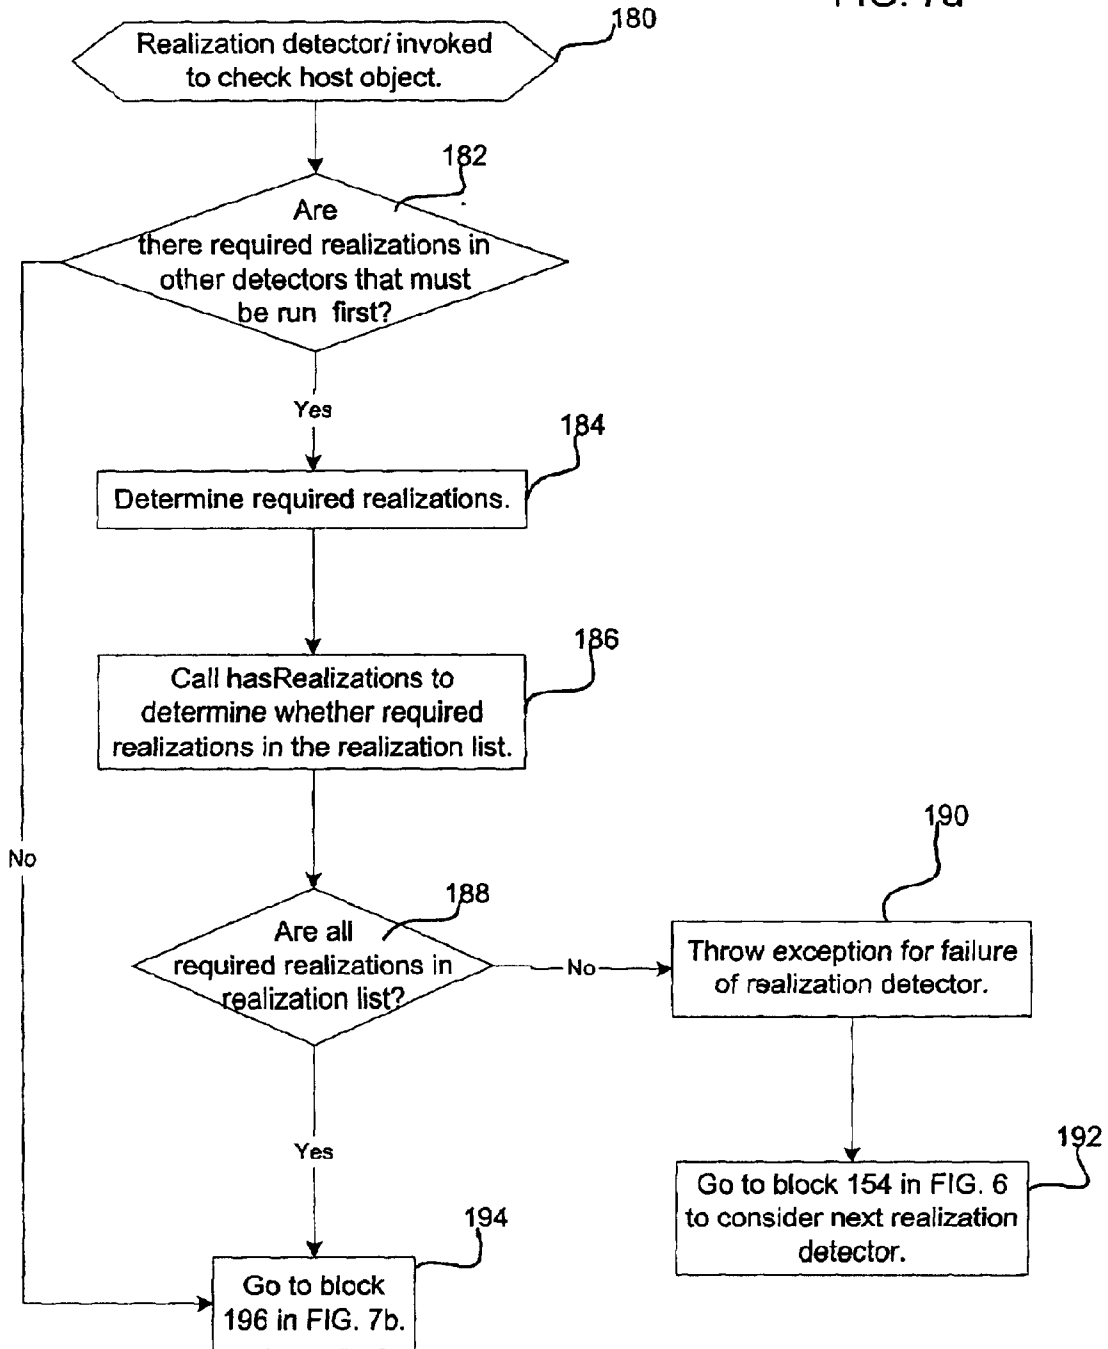 FIG. 7a
180
Realization detector i invoked
to check host object.
182
Are
there required realizations in
other detectors that must
be run first?
Yes
184
Determine required realizations.
186
Call hasRealizations to
determine whether required
realizations in the realization list.
No
188
Are all
required realizations in
realization list?
No
190
Throw exception for failure
of realization detector.
Yes
192
Go to block 154 in FIG. 6
to consider next realization
detector.
194
Go to block
196 in FIG. 7b.